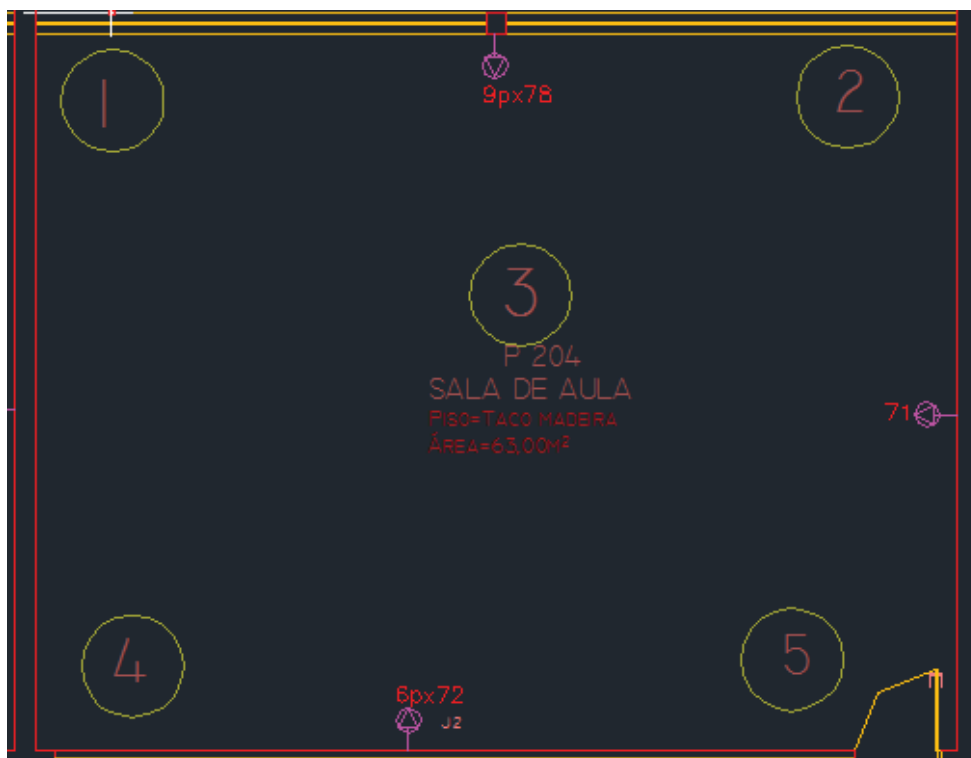 1
2
9px78
3
P 204
SALA DE AULA
PISO=TACO MADEIRA
ÁREA=63,00M²
71
4
5
6px72
J2